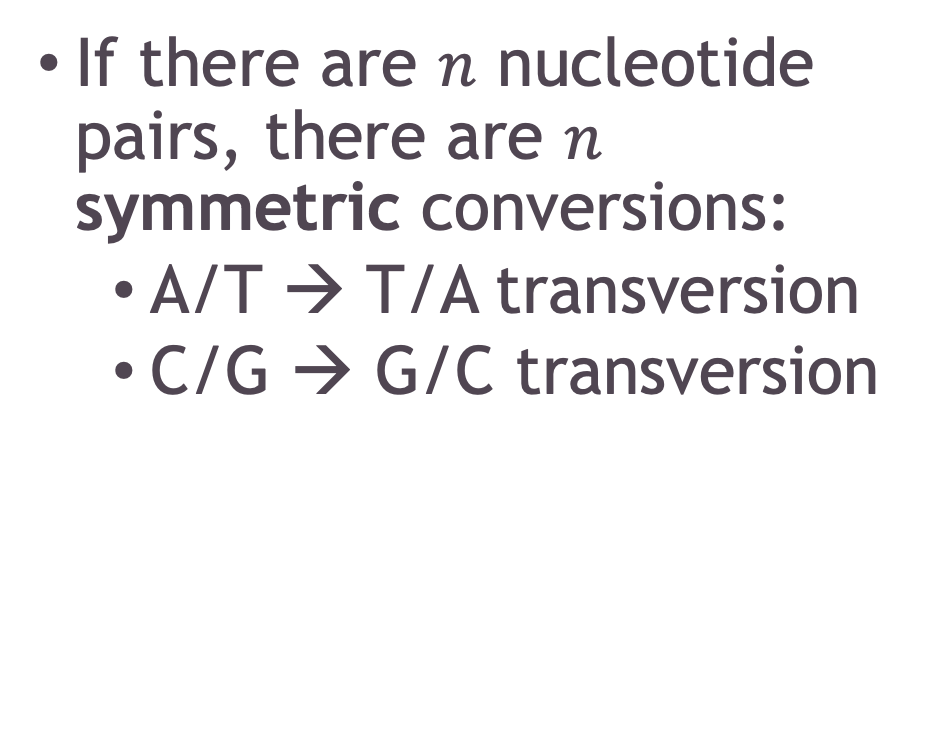 • If there are n nucleotide
pairs, there are n
symmetric conversions:
• A/T → T/A transversion
• C/G → G/C transversion